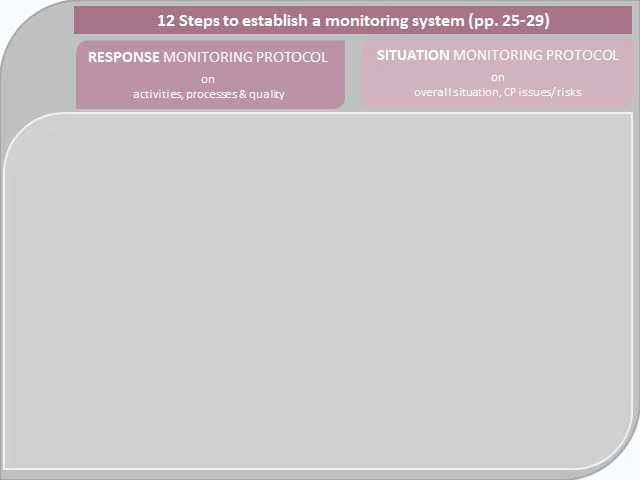 12 Steps to establish a monitoring system (pp. 25-29)
RESPONSE MONITORING PROTOCOL
on
activities, processes & quality
SITUATION MONITORING PROTOCOL
on
overall situation, CP issues/risks